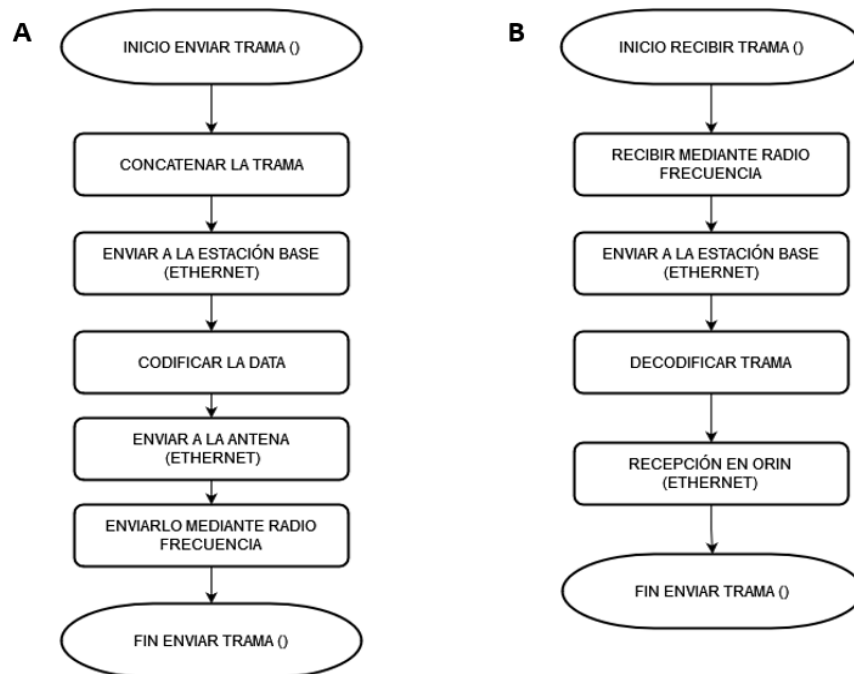 A
INICIO ENVIAR TRAMA ()
CONCATENAR LA TRAMA
ENVIAR A LA ESTACIÓN BASE
(ETHERNET)
CODIFICAR LA DATA
ENVIAR A LA ANTENA
(ETHERNET)
ENVIARLO MEDIANTE RADIO
FRECUENCIA
FIN ENVIAR TRAMA ()
B
INICIO RECIBIR TRAMA ()
RECIBIR MEDIANTE RADIO
FRECUENCIA
ENVIAR A LA ESTACIÓN BASE
(ETHERNET)
DECODIFICAR TRAMA
RECEPCIÓN EN ORIN
(ETHERNET)
FIN ENVIAR TRAMA ()